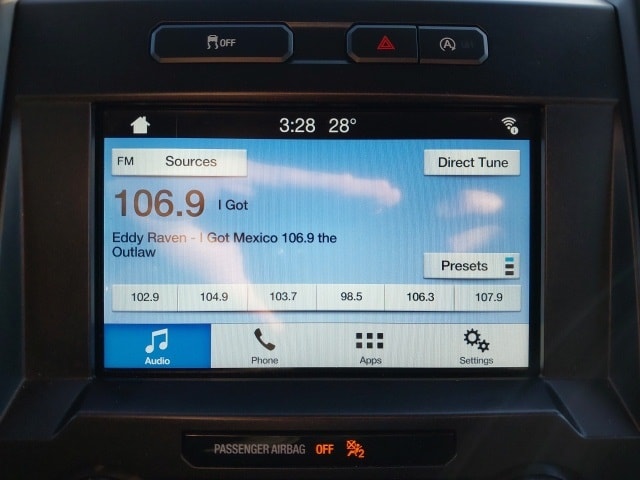 OFF
A OFF
3:28 28°
FM Sources
Direct Tune
106.9 I Got
Eddy Raven - I Got Mexico 106.9 the
Outlaw
Presets
102.9 104.9 103.7 98.5 106.3 107.9
Audio Phone Apps Settings
PASSENGER AIRBAG OFF 2